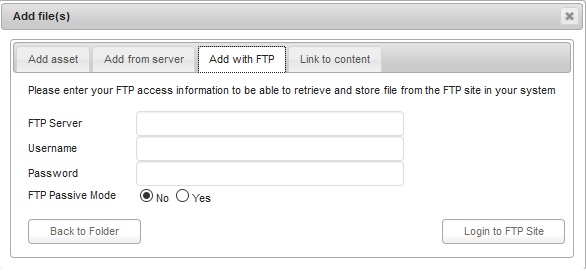 Add file(s)
Add asset Add from server Add with FTP Link to content
Please enter your FTP access information to be able to retrieve and store file from the FTP site in your system
FTP Server
Username
Password
FTP Passive Mode No Yes
Back to Folder Login to FTP Site